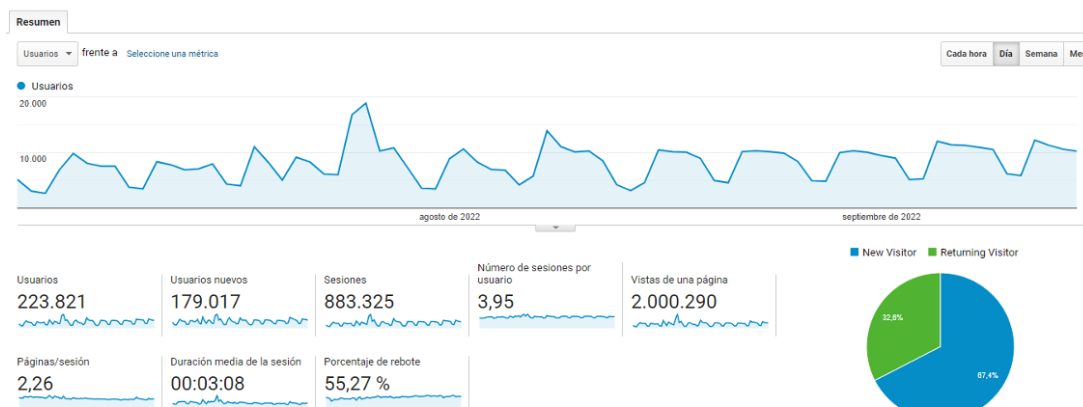 Resumen
Usuarios frente a Seleccione una métrica
Cada hora Día Semana
Usuarios
20.000
10.000
agosto de 2022 septiembre de 2022
New Visitor Returning Visitor
Usuarios
223.821
Usuarios nuevos
179.017
Sesiones
883.325
Número de sesiones por
usuario
3,95
Vistas de una página
2.000.290
Páginas/sesión
2,26
Duración media de la sesión
00:03:08
Porcentaje de rebote
55,27 %
32,6%
67,4%